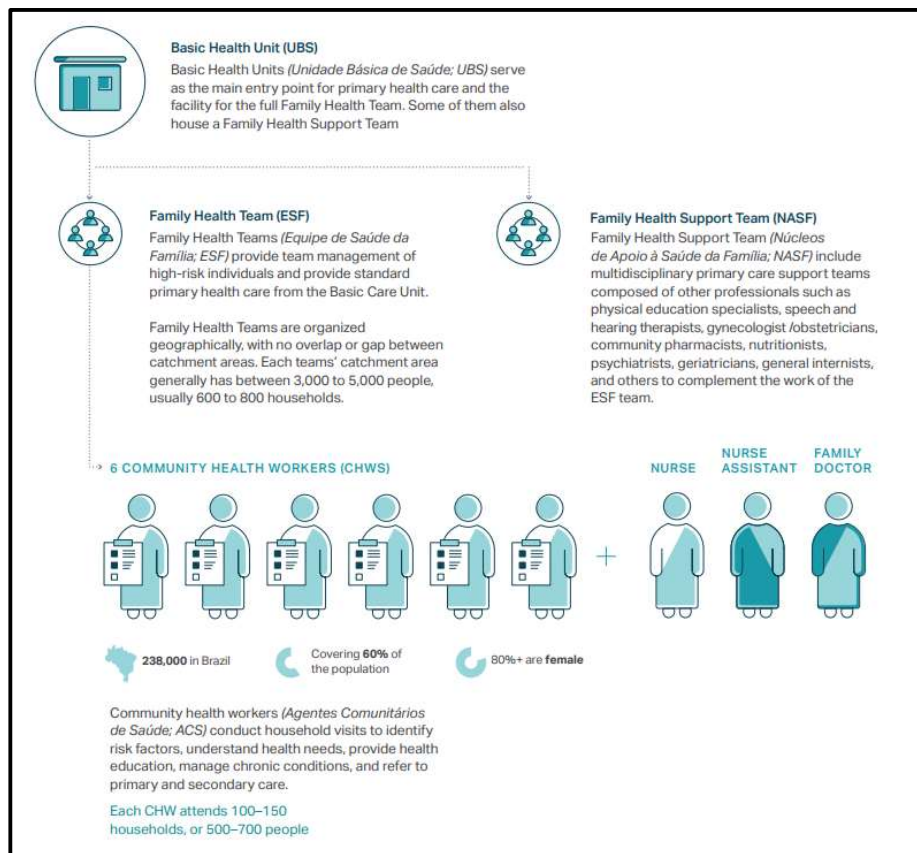 Basic Health Unit (UBS)
Basic Health Units (Unidade Básica de Saúde; UBS) serve
as the main entry point for primary health care and the
facility for the full Family Health Team. Some of them also
house a Family Health Support Team
Family Health Team (ESF)
Family Health Teams (Equipe de Saúde da
Família; ESF) provide team management of
high-risk individuals and provide standard
primary health care from the Basic Care Unit.
Family Health Teams are organized
geographically, with no overlap or gap between
catchment areas. Each teams' catchment area
generally has between 3,000 to 5,000 people,
usually 600 to 800 households.
Family Health Support Team (NASF)
Family Health Support Team (Núcleos
de Apoio à Saúde da Família; NASF) include
multidisciplinary primary care support teams
composed of other professionals such as
physical education specialists, speech and
hearing therapists, gynecologist /obstetricians,
community pharmacists, nutritionists,
psychiatrists, geriatricians, general internists,
and others to complement the work of the
ESF team.
6 COMMUNITY HEALTH WORKERS (CHWS)
NURSE
NURSE
ASSISTANT
FAMILY
DOCTOR
+
238,000 in Brazil
Covering 60% of
the population
80%+ are female
Community health workers (Agentes Comunitários
de Saúde; ACS) conduct household visits to identify
risk factors, understand health needs, provide health
education, manage chronic conditions, and refer to
primary and secondary care.
Each CHW attends 100–150
households, or 500–700 people